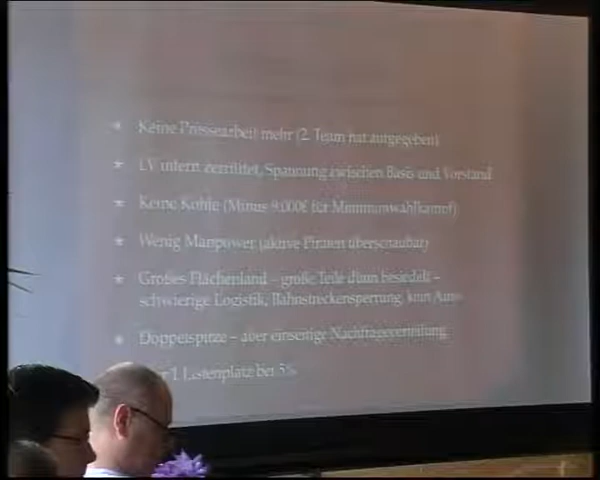 * Keine Pressearbeit mehr (2. Team hat aufgegeben)
* LV intern zerrüttet, Spannung zwischen Basis und Vorstand
* Keine Kohle (Minus 9.000€ für Minimumwahlkampf)
* Wenig Manpower (aktive Piraten überschaubar)
* Großes Flächenland – große Teile dünn besiedelt –
schwierige Logistik, Bahnstreckensperrung, kein Auto
* Doppelspitze – aber einseitige Nachfrageverteilung
1 Listenplatz bei 5%